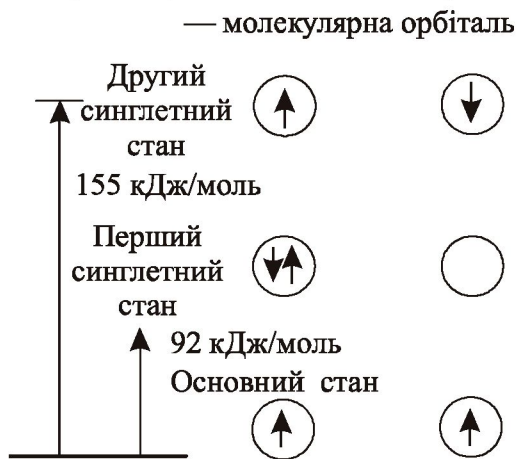 — молекулярна орбіталь
Другий
синглетний
стан
155 кДж/моль
Перший
синглетний
стан
92 кДж/моль
Основний стан